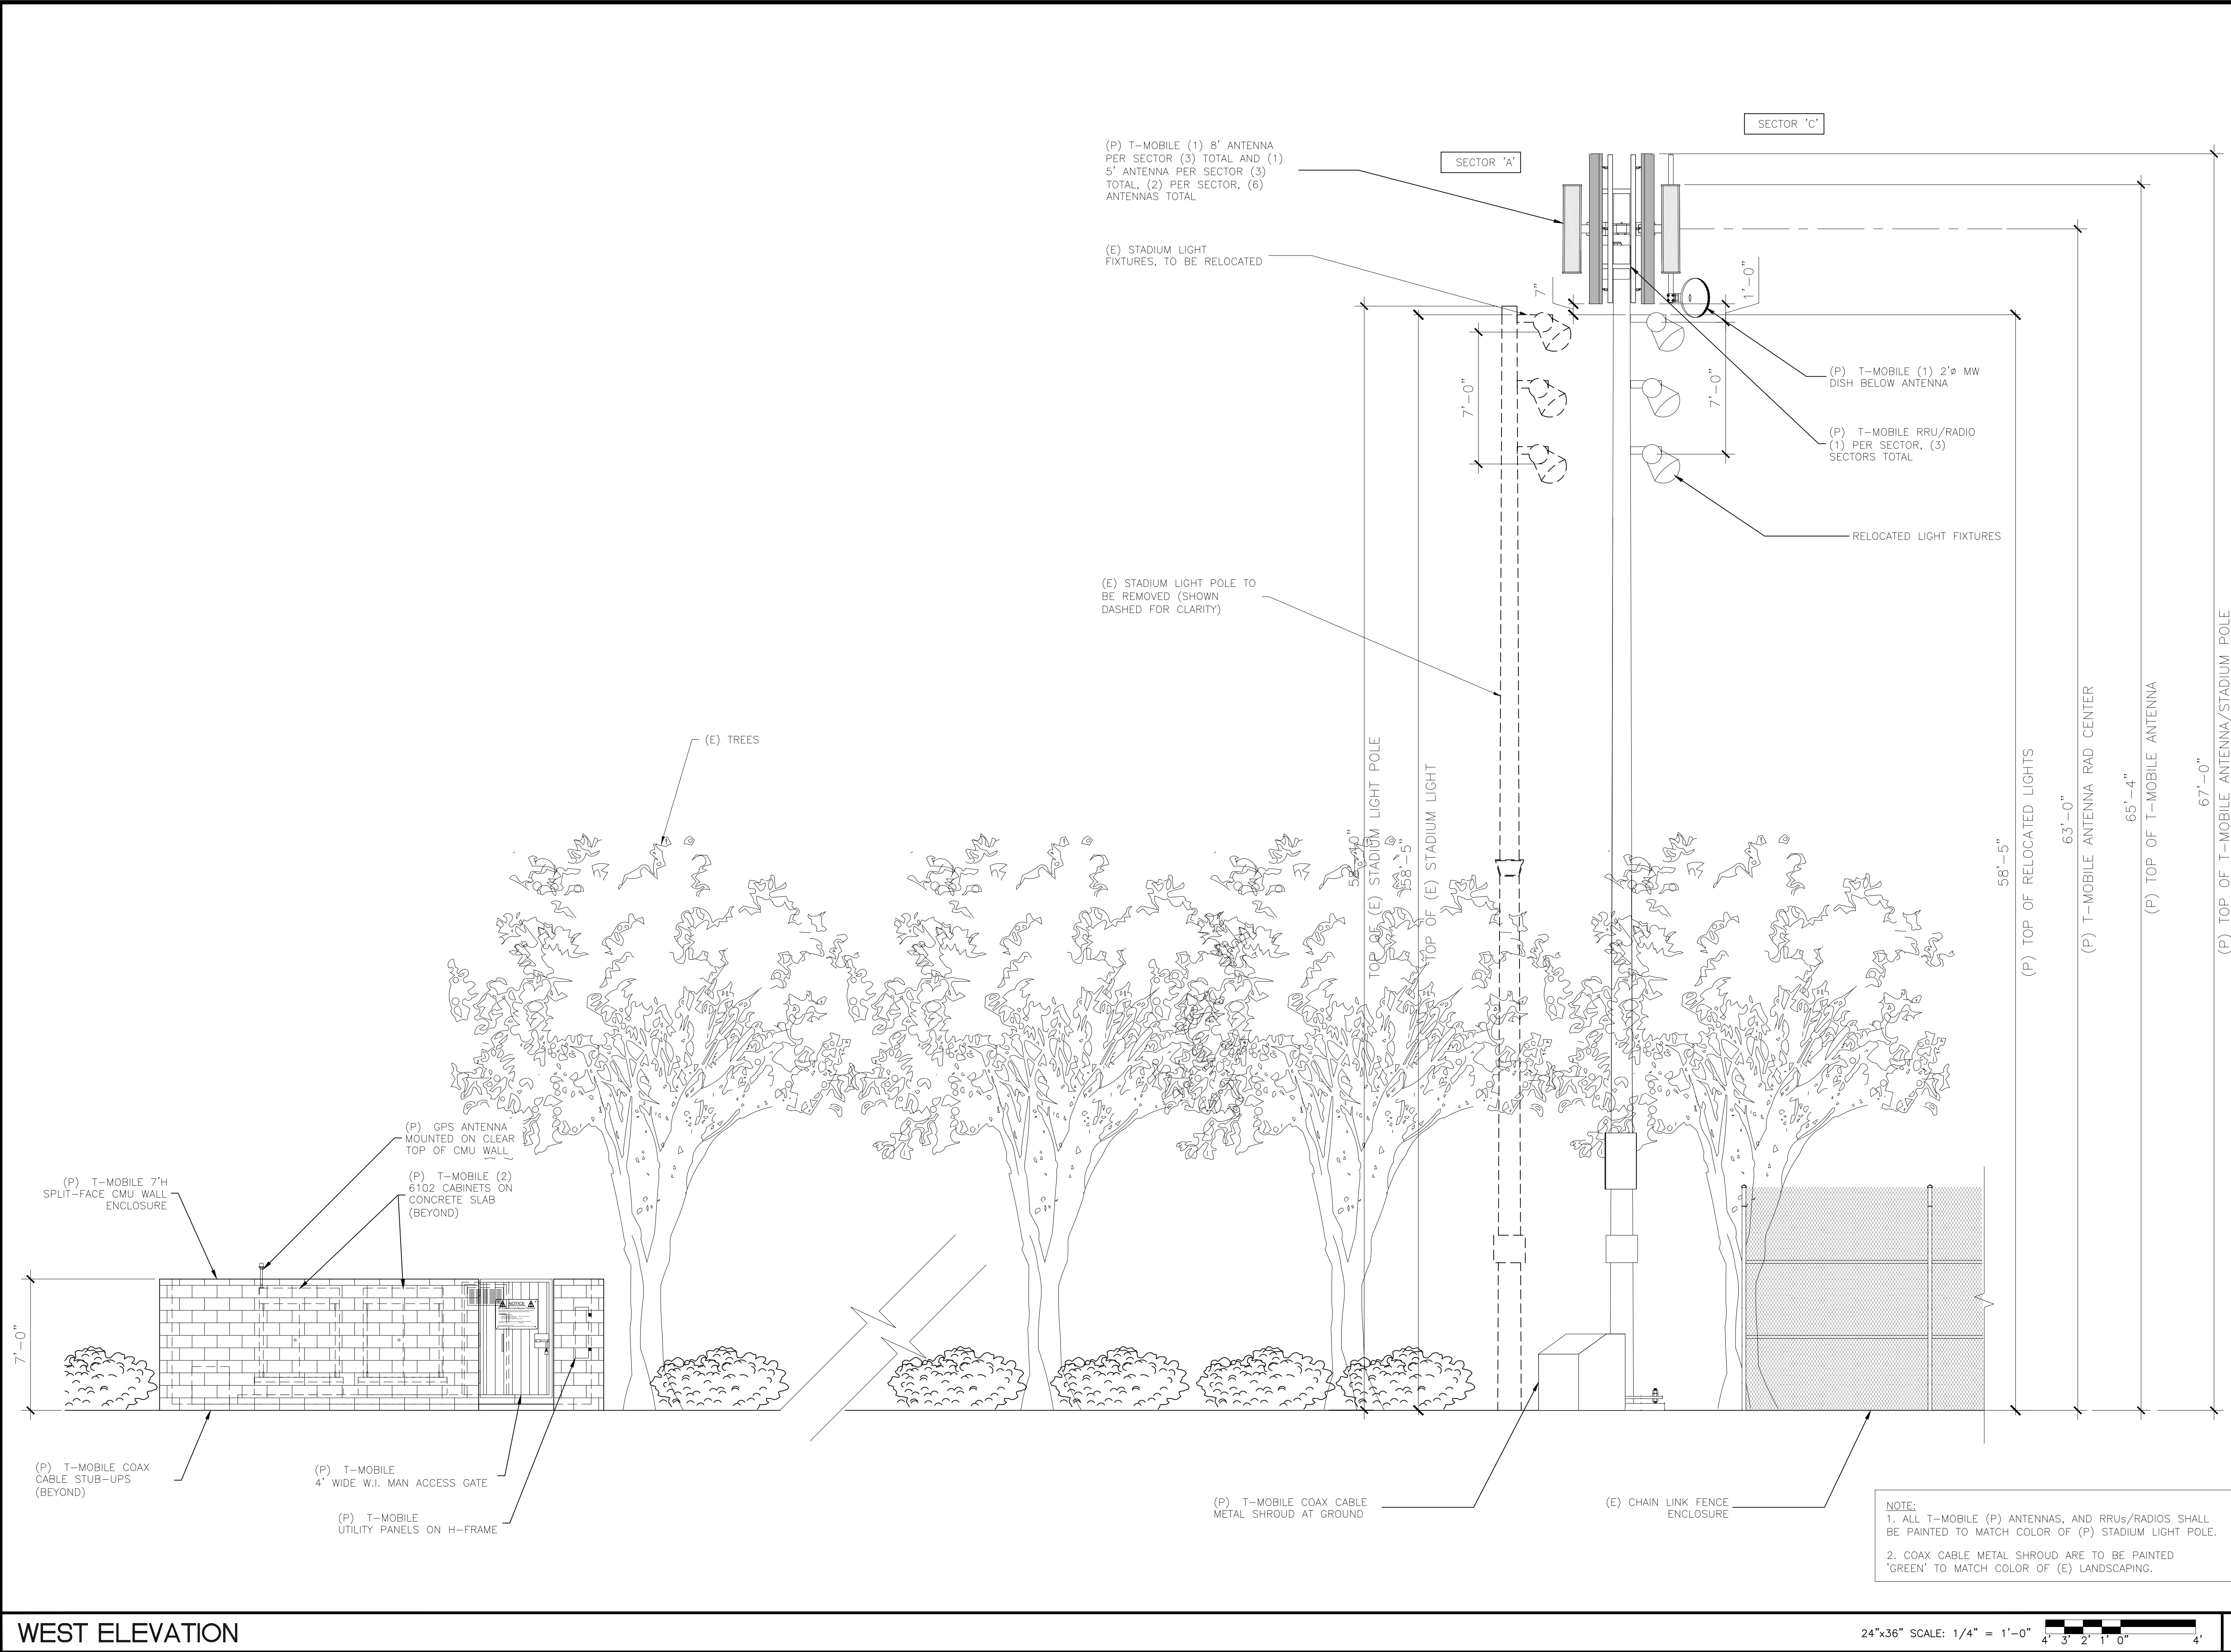 SECTOR 'C'
SECTOR 'A'
(P) T-MOBILE (1) 8' ANTENNA
PER SECTOR (3) TOTAL AND (1)
5' ANTENNA PER SECTOR (3)
TOTAL, (2) PER SECTOR, (6)
ANTENNAS TOTAL
(E) STADIUM LIGHT
FIXTURES, TO BE RELOCATED
7"
1'-0"
7'-0"
7'-0"
(P) T-MOBILE (1) 2'ø MW
DISH BELOW ANTENNA
(P) T-MOBILE RRU/RADIO
(1) PER SECTOR, (3)
SECTORS TOTAL
RELOCATED LIGHT FIXTURES
(E) STADIUM LIGHT POLE TO
BE REMOVED (SHOWN
DASHED FOR CLARITY)
(E) TREES
58'-10"
TOP OF (E) STADIUM LIGHT POLE
58'-5"
TOP OF (E) STADIUM LIGHT
58'-5"
(P) TOP OF RELOCATED LIGHTS
63'-0"
(P) T-MOBILE ANTENNA RAD CENTER
65'-4"
(P) TOP OF T-MOBILE ANTENNA
67'-0"
(P) TOP OF T-MOBILE ANTENNA/STADIUM POLE
(P) GPS ANTENNA
MOUNTED ON CLEAR
TOP OF CMU WALL
(P) T-MOBILE (2)
6102 CABINETS ON
CONCRETE SLAB
(BEYOND)
(P) T-MOBILE 7'H
SPLIT-FACE CMU WALL
ENCLOSURE
7'-0"
NOTICE
(P) T-MOBILE COAX
CABLE STUB-UPS
(BEYOND)
(P) T-MOBILE
4' WIDE W.I. MAN ACCESS GATE
(P) T-MOBILE
UTILITY PANELS ON H-FRAME
(P) T-MOBILE COAX CABLE
METAL SHROUD AT GROUND
(E) CHAIN LINK FENCE
ENCLOSURE
NOTE:
1. ALL T-MOBILE (P) ANTENNAS, AND RRUs/RADIOS SHALL
BE PAINTED TO MATCH COLOR OF (P) STADIUM LIGHT POLE.
2. COAX CABLE METAL SHROUD ARE TO BE PAINTED
'GREEN' TO MATCH COLOR OF (E) LANDSCAPING.
WEST ELEVATION
24"x36" SCALE: 1/4" = 1'-0"
4' 3' 2' 1' 0" 4'